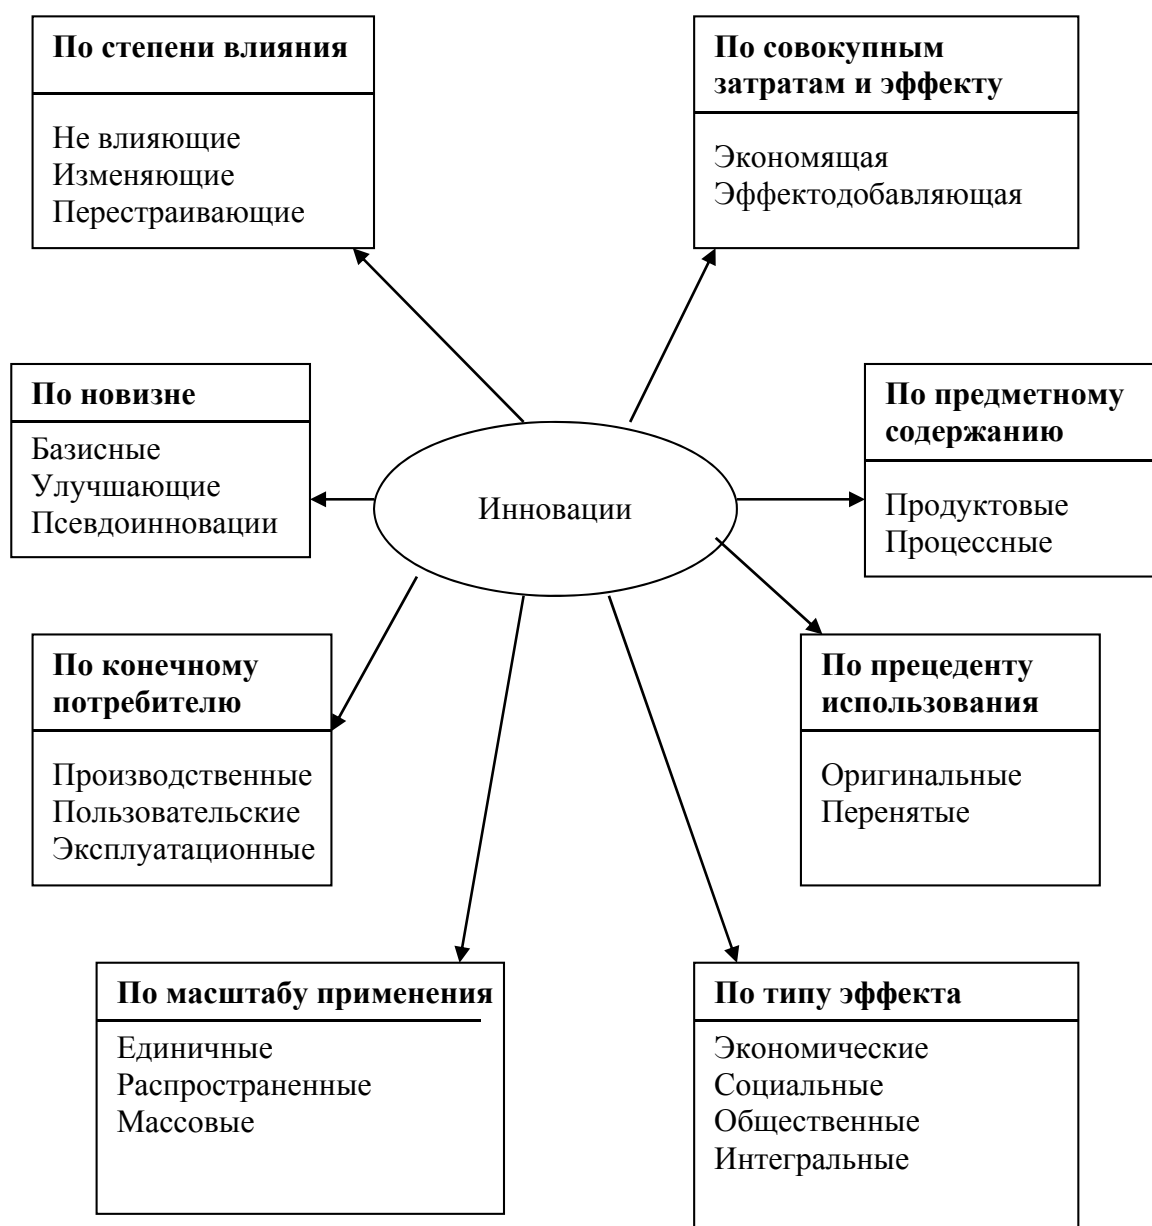 По степени влияния
Не влияющие
Изменяющие
Перестраивающие
По совокупным
затратам и эффекту
Экономящая
Эффектодобавляющая
По новизне
Базисные
Улучшающие
Псевдоинновации
Инновации
По предметному
содержанию
Продуктовые
Процессные
По конечному
потребителю
Производственные
Пользовательские
Эксплуатационные
По прецеденту
использования
Оригинальные
Перенятые
По масштабу применения
Единичные
Распространенные
Массовые
По типу эффекта
Экономические
Социальные
Общественные
Интегральные